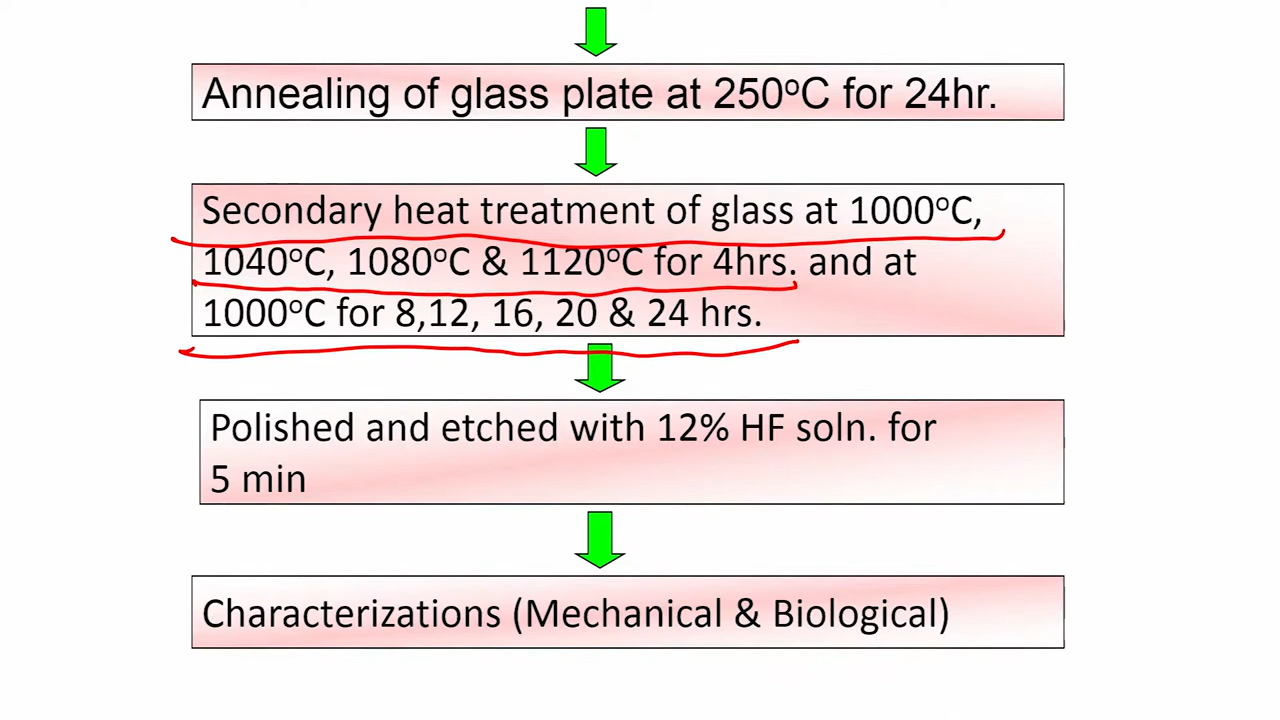 Annealing of glass plate at 250°C for 24hr.
Secondary heat treatment of glass at 1000°C,
1040°C, 1080°C & 1120°C for 4hrs. and at
1000°C for 8,12, 16, 20 & 24 hrs.
Polished and etched with 12% HF soln. for
5 min
Characterizations (Mechanical & Biological)